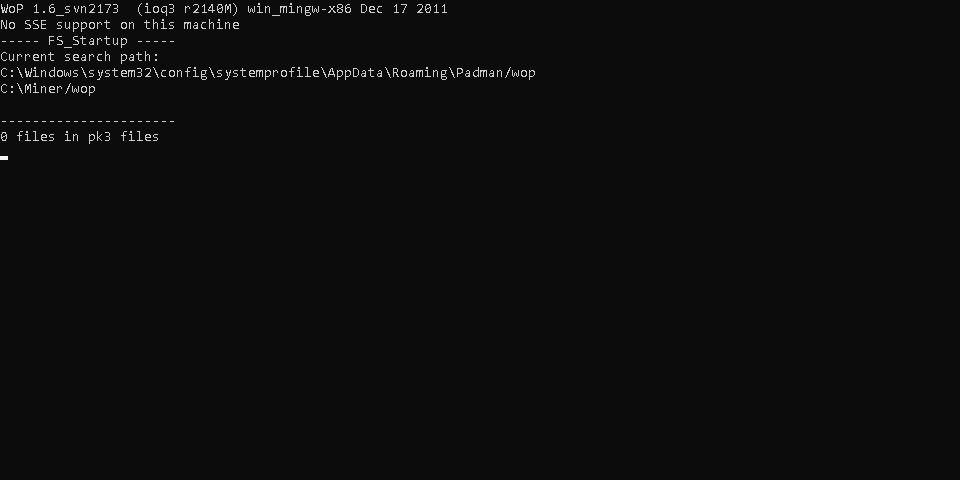 WoP 1.6_svn2173  (ioq3 r2140M) win_mingw-x86 Dec 17 2011
No SSE support on this machine
----- FS_Startup -----
Current search path:
C:\Windows\system32\config\systemprofile\AppData\Roaming\Padman/wop
C:\Miner/wop
----------------------
0 files in pk3 files